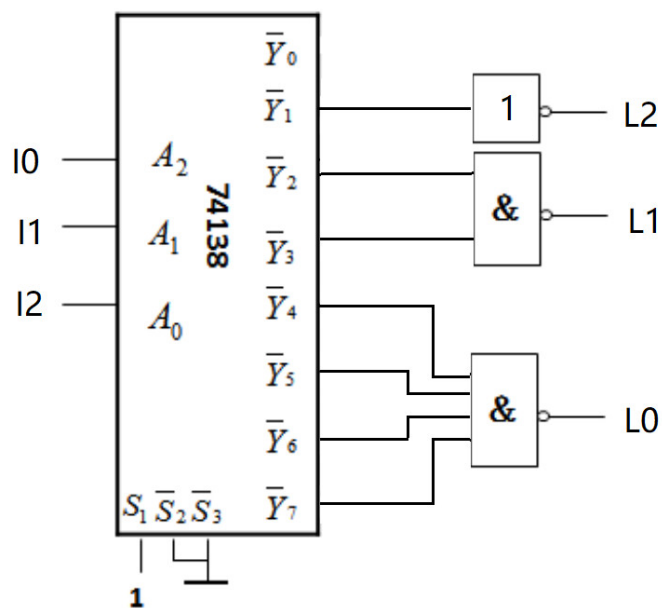 I0
I1
I2
A₂
A₁
A₀
74138
S₁ S̅₂ S̅₃
1
Y̅₀
Y̅₁
Y̅₂
Y̅₃
Y̅₄
Y̅₅
Y̅₆
Y̅₇
1
&
&
L2
L1
L0